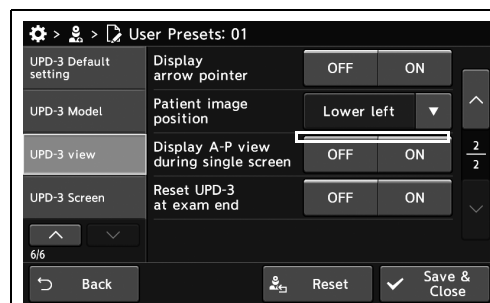 > > User Presets: 01
UPD-3 Default
setting
UPD-3 Model
UPD-3 view
UPD-3 Screen
6/6
Display
arrow pointer
OFF ON
Patient image
position
Lower left ▼
Display A-P view
during single screen
OFF ON
Reset UPD-3
at exam end
OFF ON
2
2
Back
Reset
Save &
Close